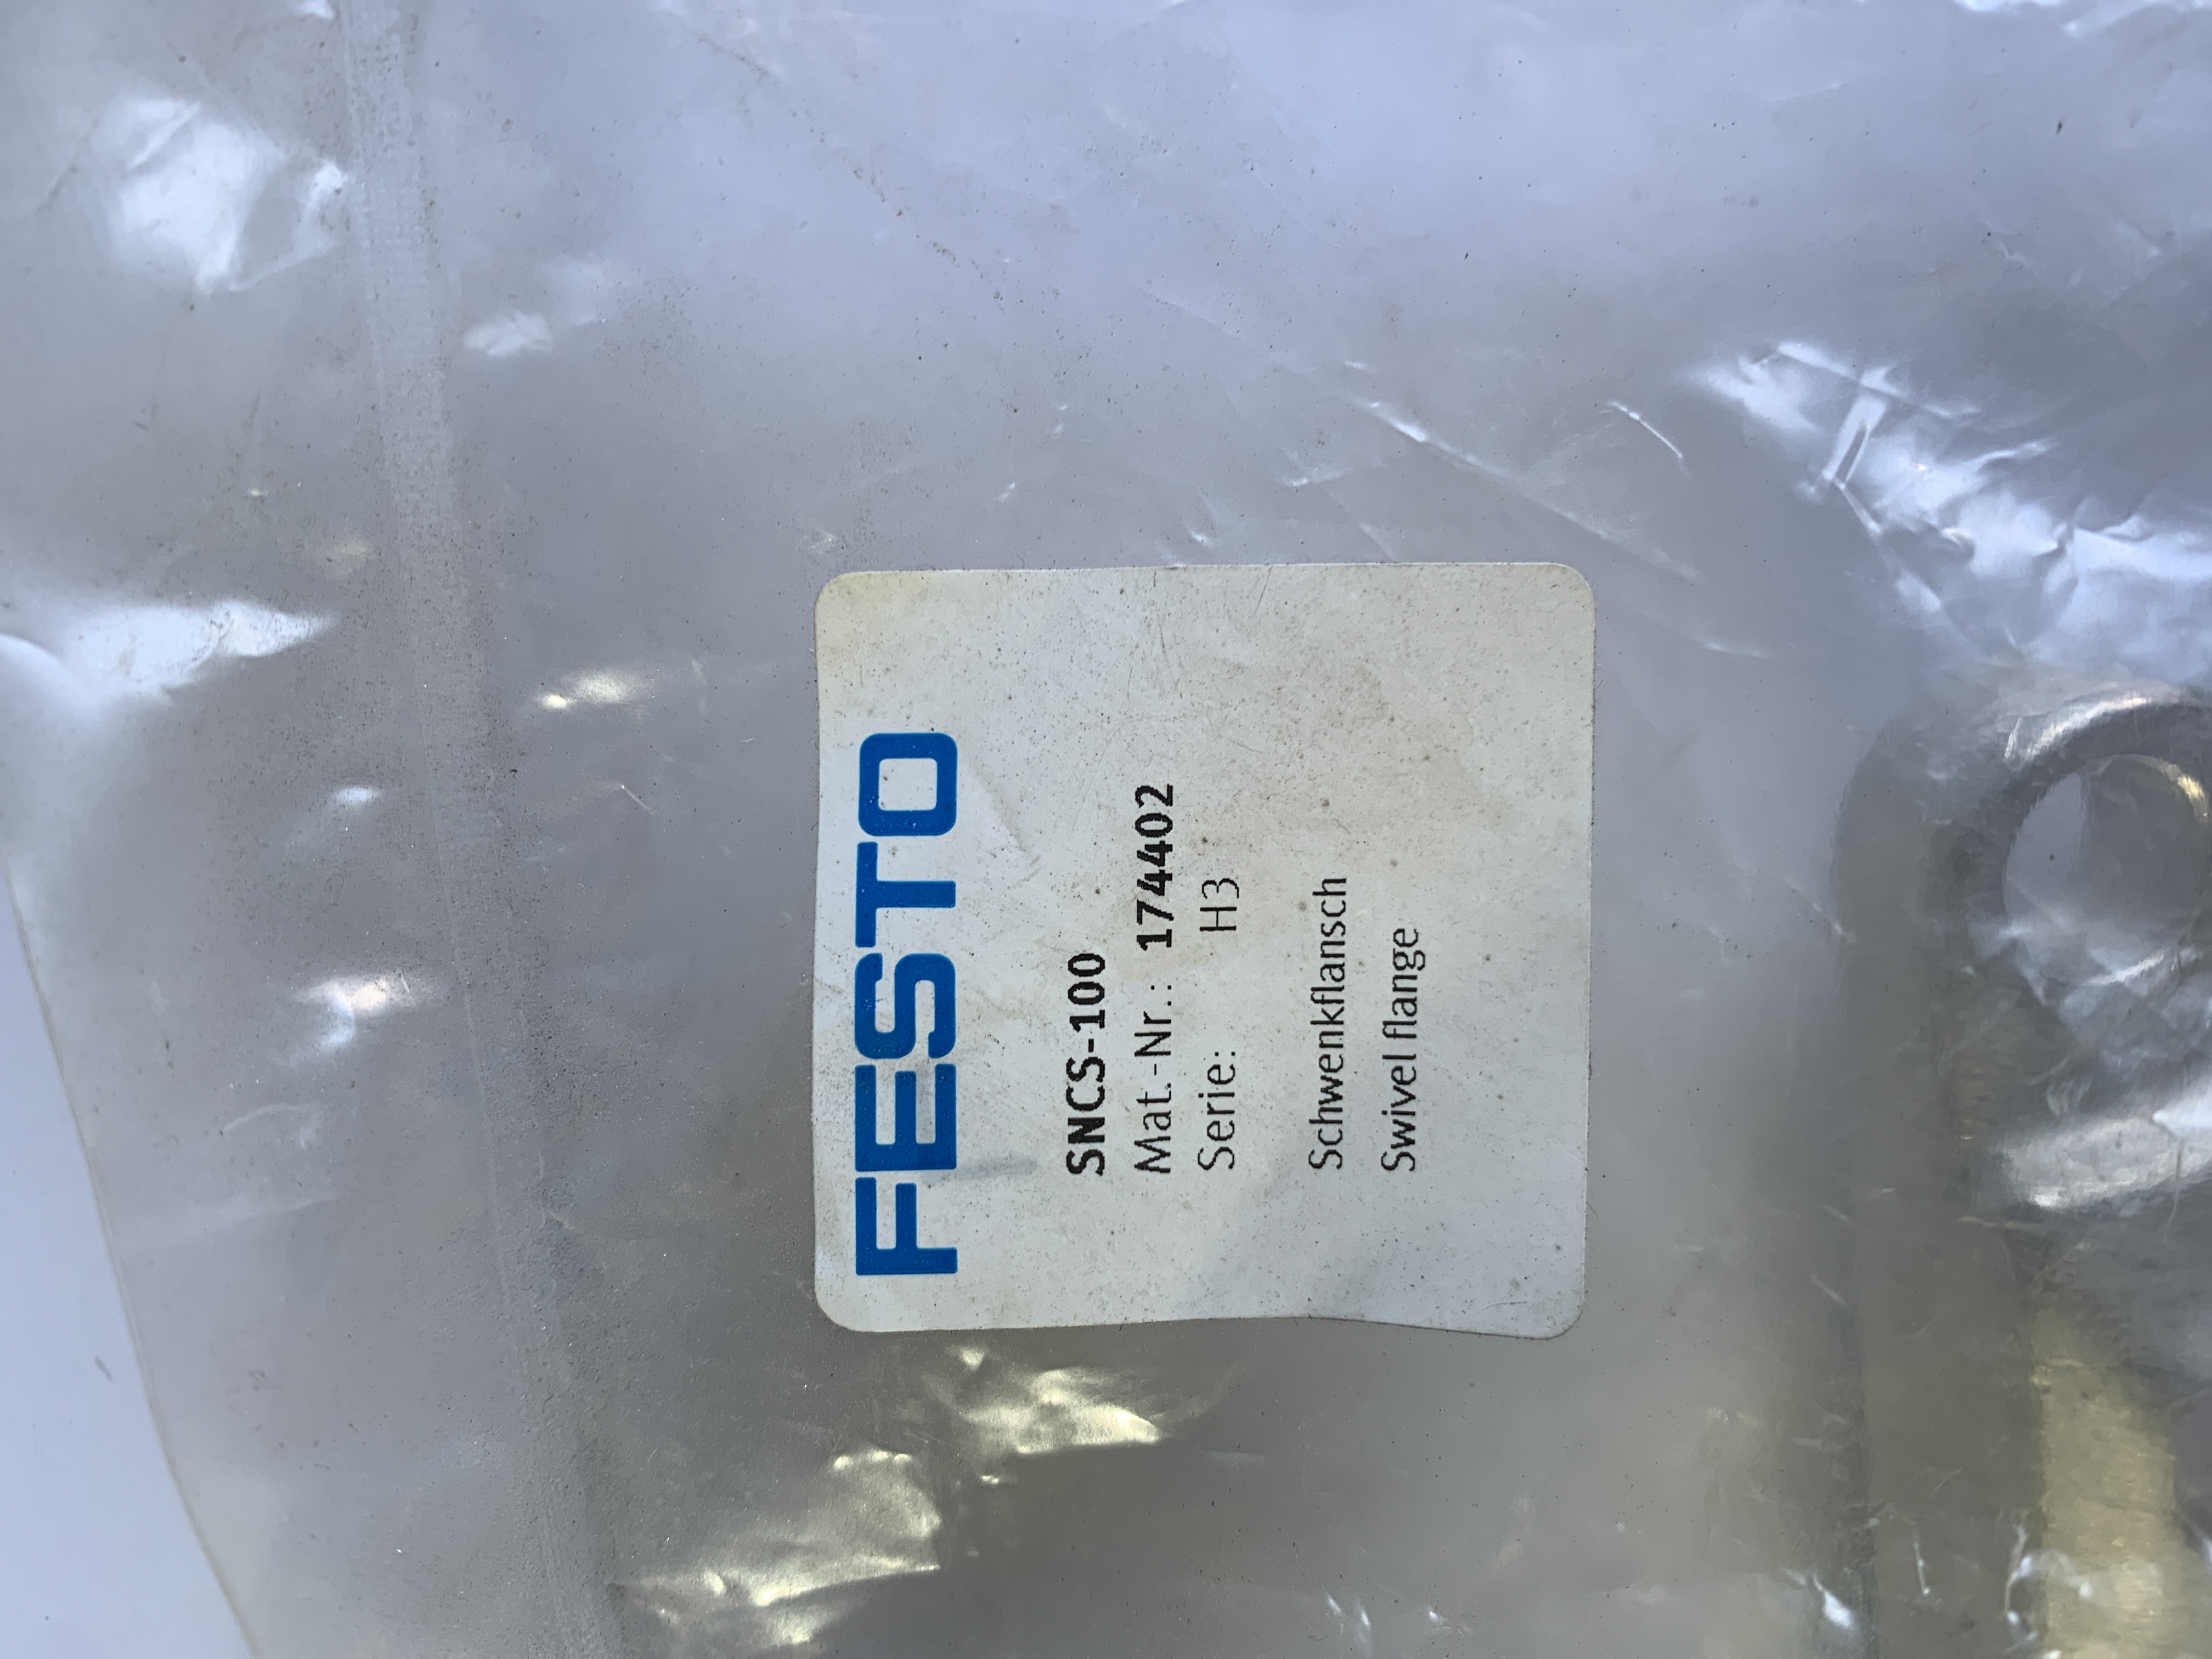 FESTO
SNCS-100
Mat.-Nr.: 174402
Serie: H3
Schwenkflansch
Swivel flange